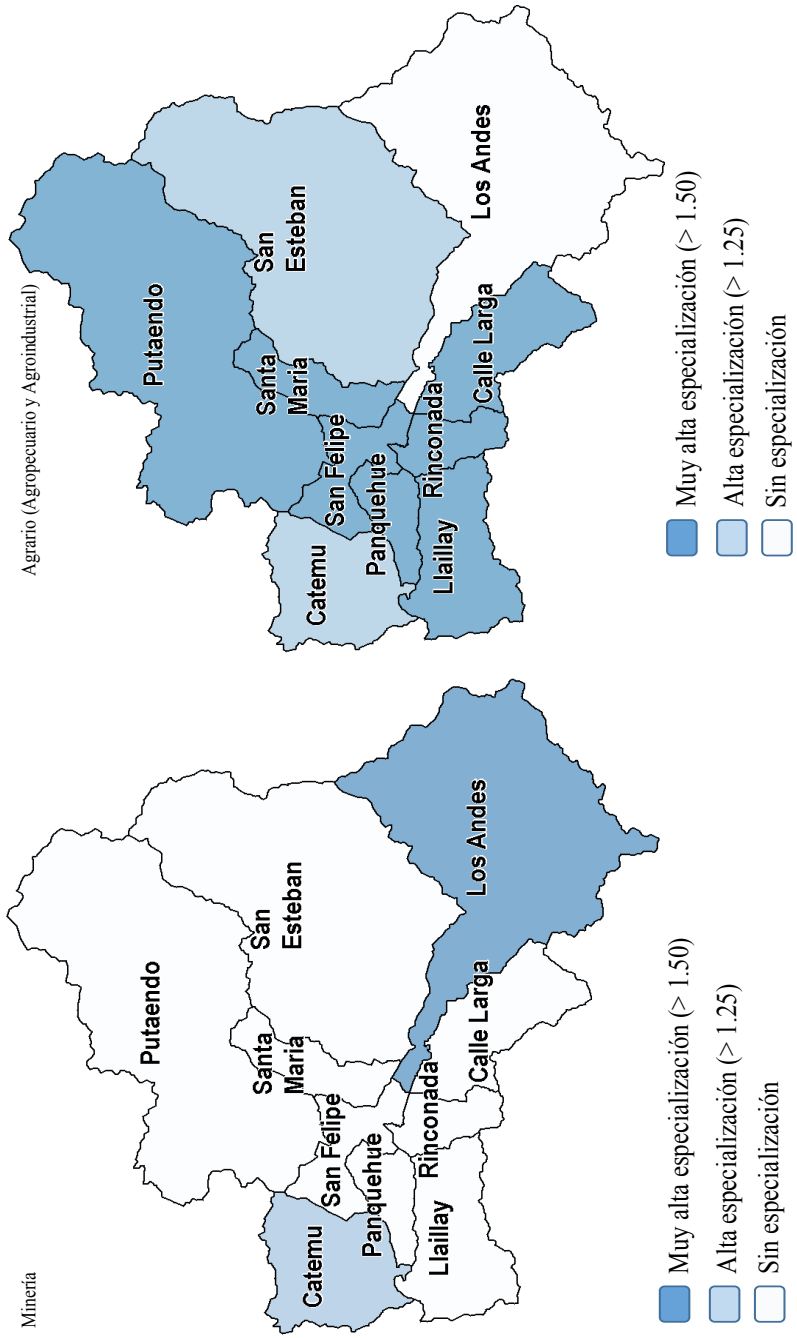 Minería
Putaendo
San
Esteban
Santa
Maria
San Felipe
Catemu
Panquehue
Rinconada
Llaillay
Calle Larga
Los Andes
Muy alta especialización (> 1.50)
Alta especialización (> 1.25)
Sin especialización
Agrario (Agropecuario y Agroindustrial)
Putaendo
San
Esteban
Santa
Maria
San Felipe
Catemu
Panquehue
Rinconada
Llaillay
Calle Larga
Los Andes
Muy alta especialización (> 1.50)
Alta especialización (> 1.25)
Sin especialización